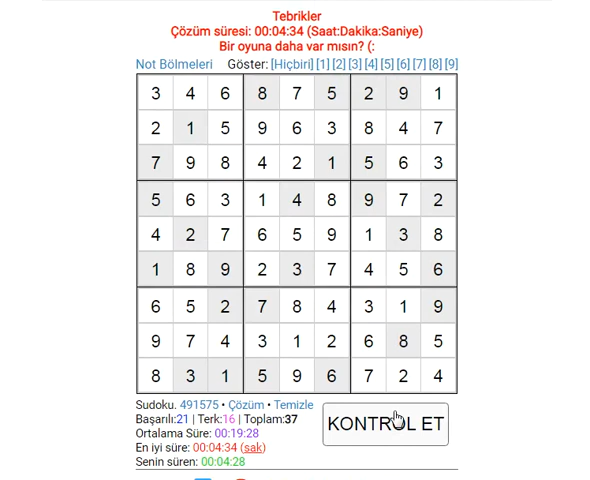 Tebrikler
Çözüm süresi: 00:04:34 (Saat:Dakika:Saniye)
Bir oyuna daha var mısın? (:
Not Bölmeleri Göster: [Hiçbiri] [1] [2] [3] [4] [5] [6] [7] [8] [9]
3 4 6 8 7 5 2 9 1
2 1 5 9 6 3 8 4 7
7 9 8 4 2 1 5 6 3
5 6 3 1 4 8 9 7 2
4 2 7 6 5 9 1 3 8
1 8 9 2 3 7 4 5 6
6 5 2 7 8 4 3 1 9
9 7 4 3 1 2 6 8 5
8 3 1 5 9 6 7 2 4
Sudoku. 491575 • Çözüm • Temizle
Başarılı:21 | Terk:16 | Toplam:37
Ortalama Süre: 00:19:28
En iyi süre: 00:04:34 (sak)
Senin süren: 00:04:28
KONTROL ET